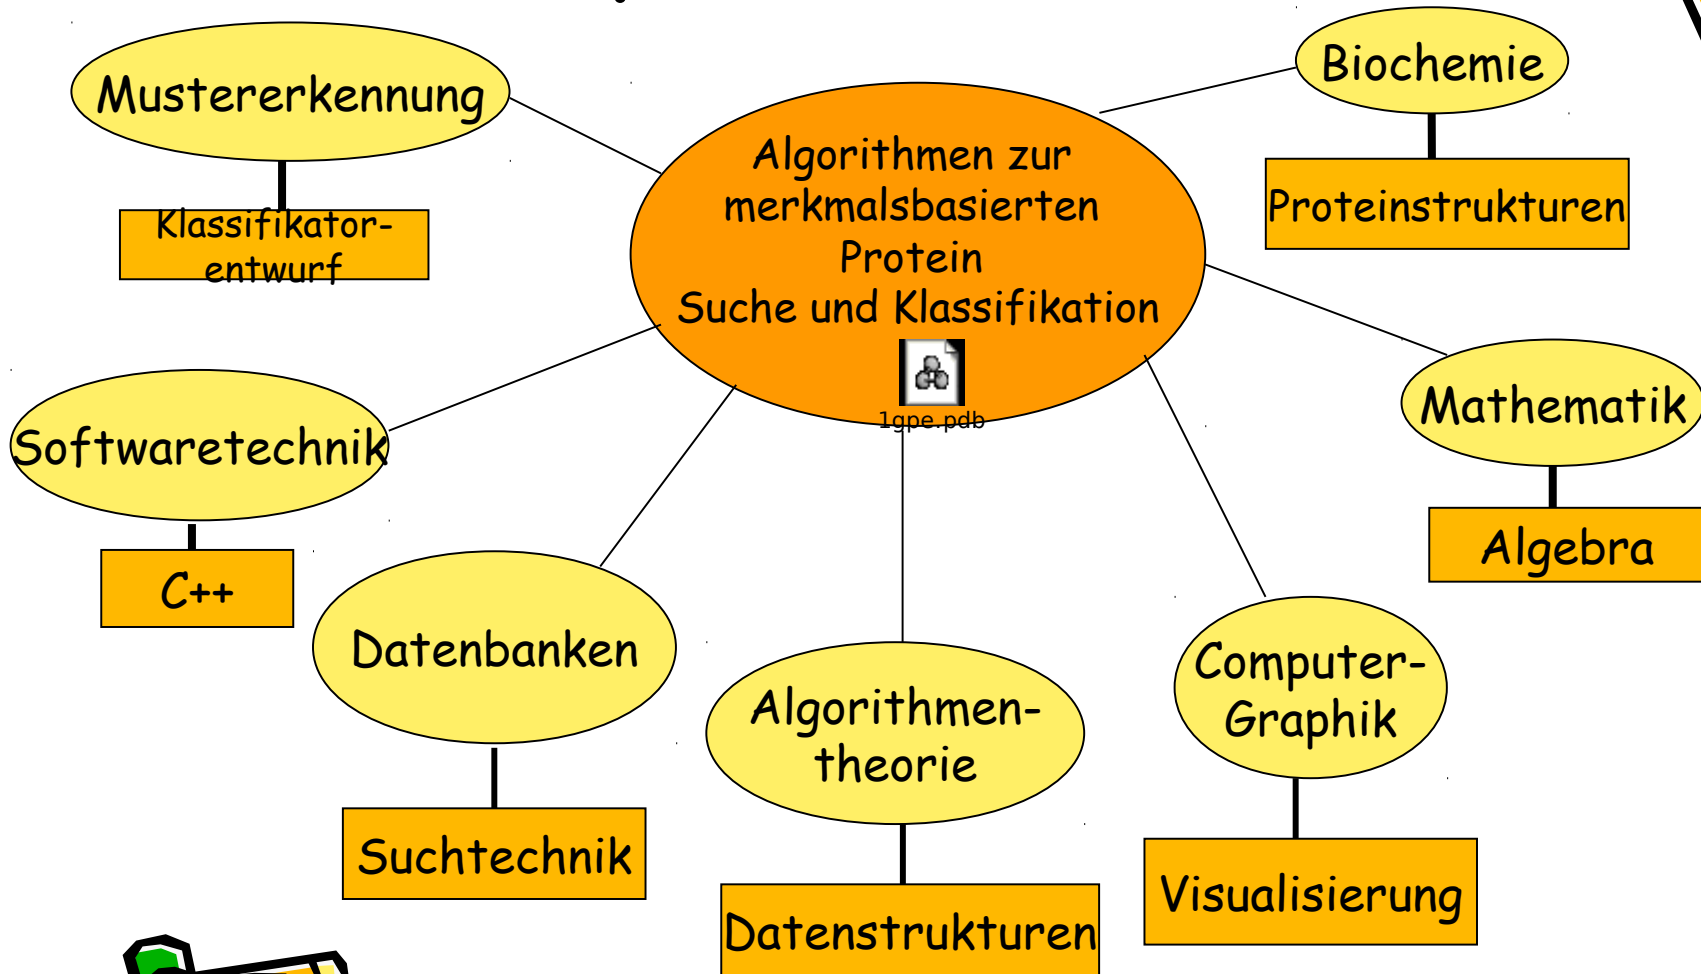 Mustererkennung
Klassifikator-
entwurf
Biochemie
Proteinstrukturen
Algorithmen zur
merkmalsbasierten
Protein
Suche und Klassifikation
1gpe.pdb
Softwaretechnik
C++
Mathematik
Algebra
Datenbanken
Suchtechnik
Algorithmen-
theorie
Datenstrukturen
Computer-
Graphik
Visualisierung